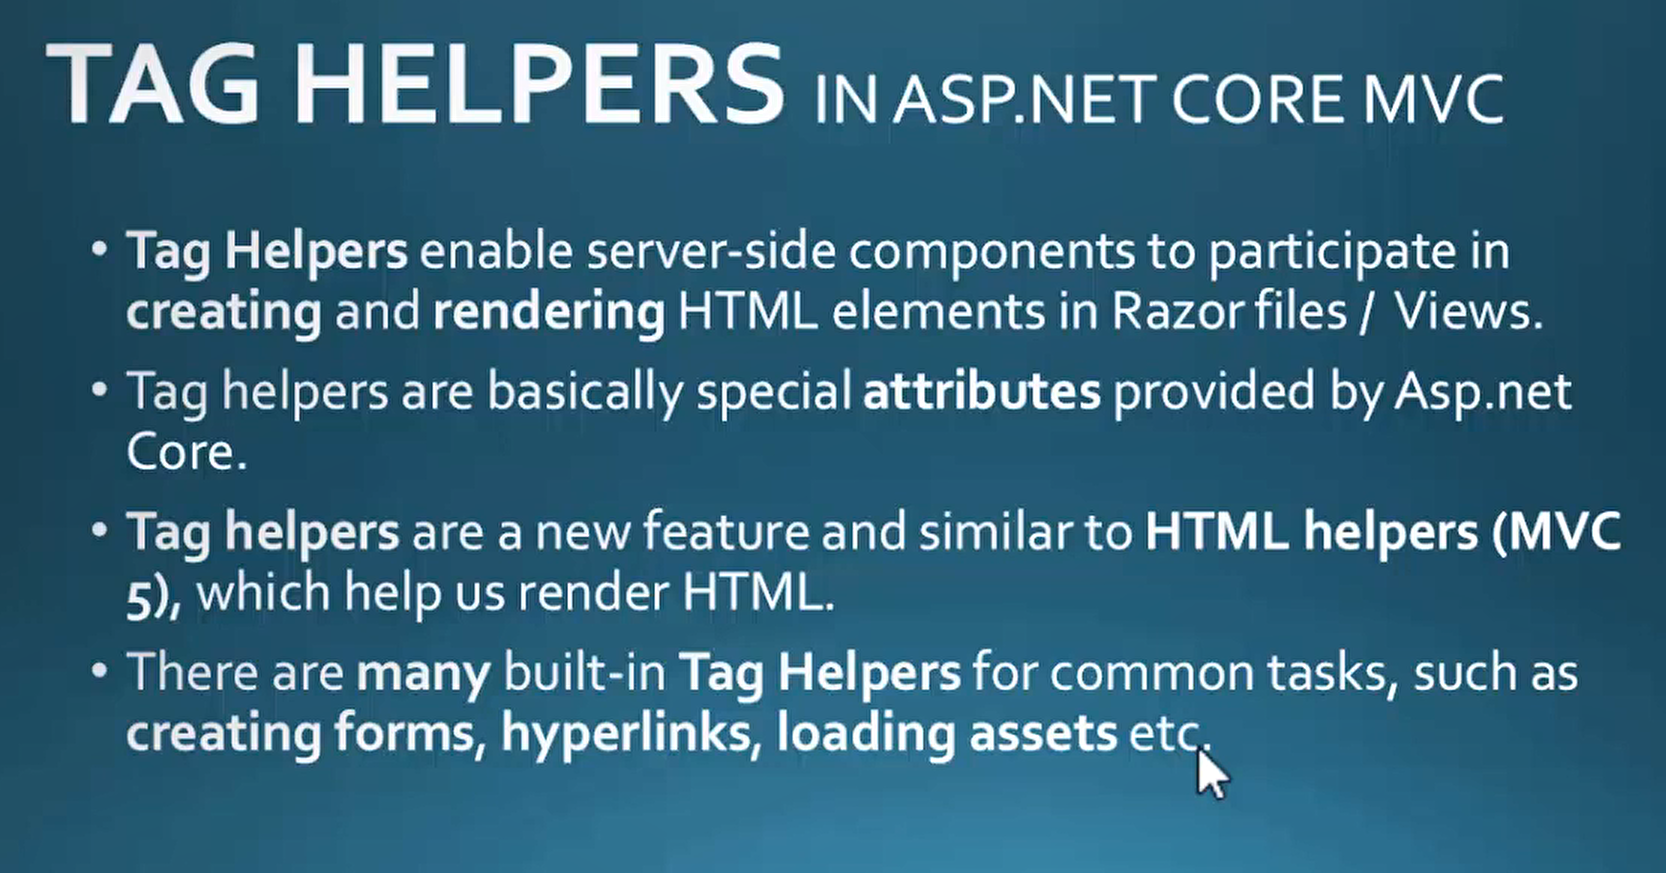 TAG HELPERS IN ASP.NET CORE MVC
• Tag Helpers enable server-side components to participate in
creating and rendering HTML elements in Razor files / Views.
• Tag helpers are basically special attributes provided by Asp.net
Core.
• Tag helpers are a new feature and similar to HTML helpers (MVC
5), which help us render HTML.
• There are many built-in Tag Helpers for common tasks, such as
creating forms, hyperlinks, loading assets etc.